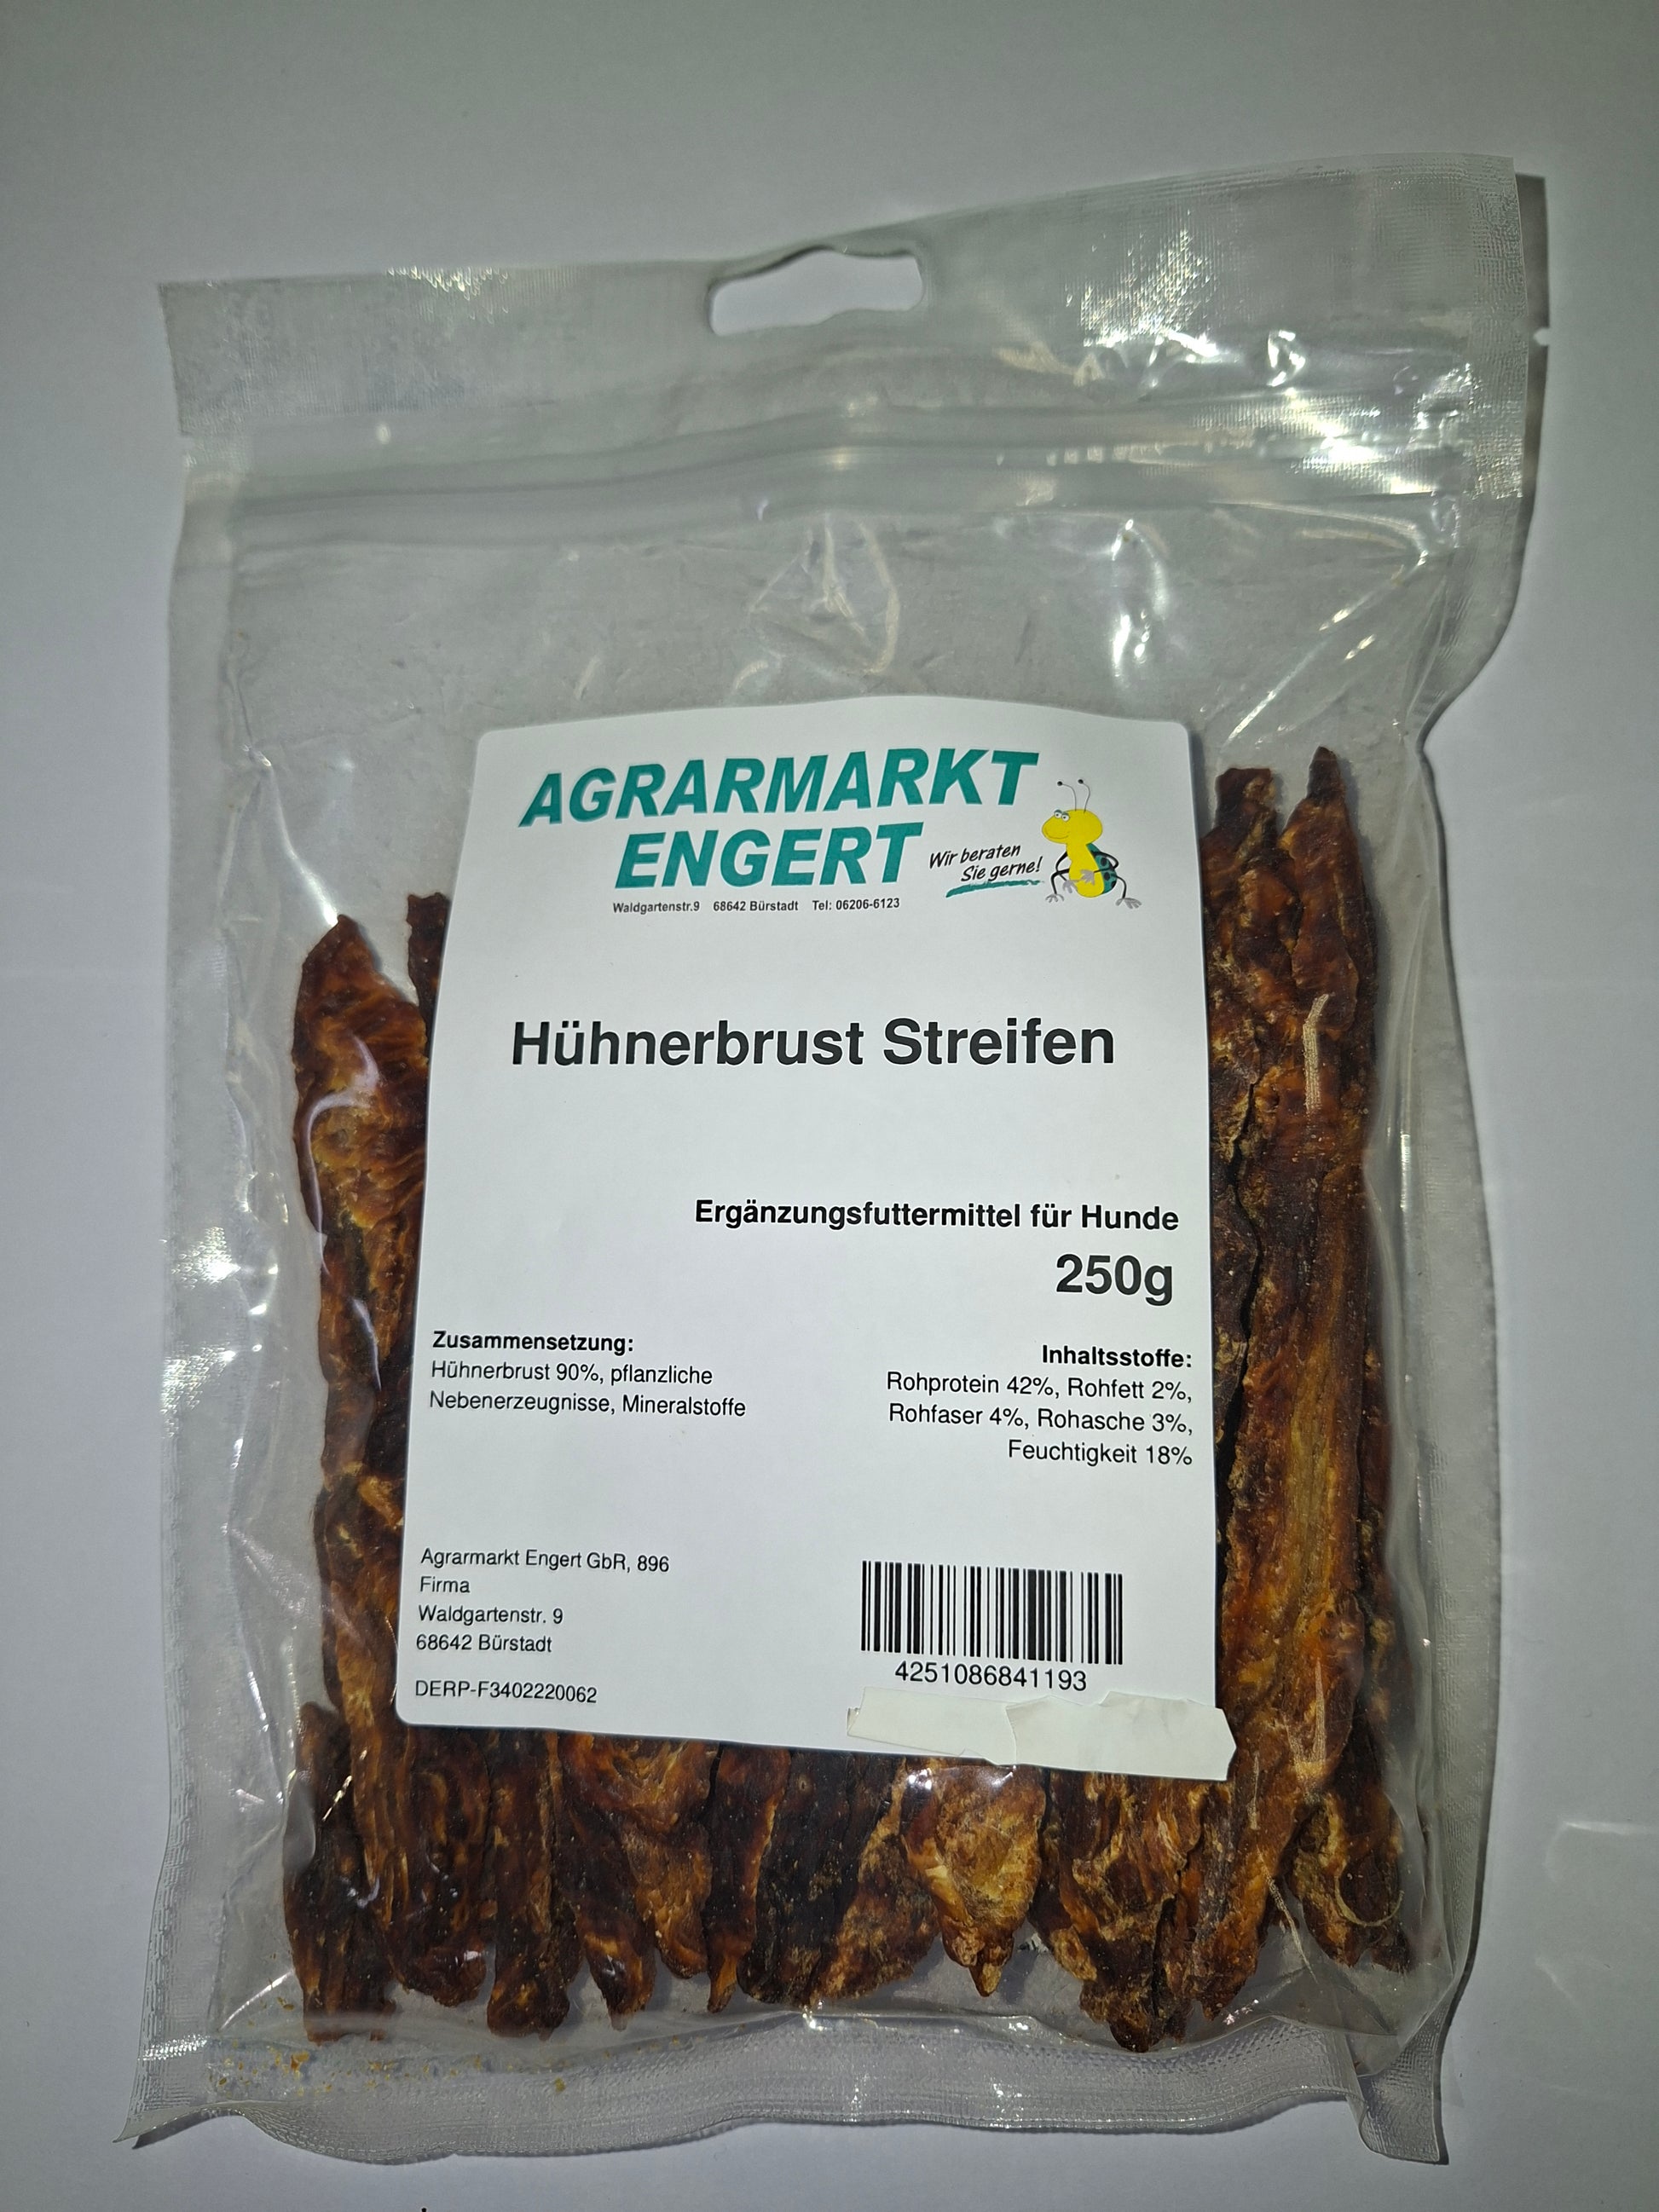 AGRARMARKT
ENGERT
Wir beraten
Sie gerne!
Waldgartenstr.9 68642 Bürstadt Tel: 06206-6123
Hühnerbrust Streifen
Ergänzungsfuttermittel für Hunde
250g
Zusammensetzung:
Hühnerbrust 90%, pflanzliche
Nebenerzeugnisse, Mineralstoffe
Inhaltsstoffe:
Rohprotein 42%, Rohfett 2%,
Rohfaser 4%, Rohasche 3%,
Feuchtigkeit 18%
Agrarmarkt Engert GbR, 896
Firma
Waldgartenstr. 9
68642 Bürstadt
DERP-F3402220062
4251086841193